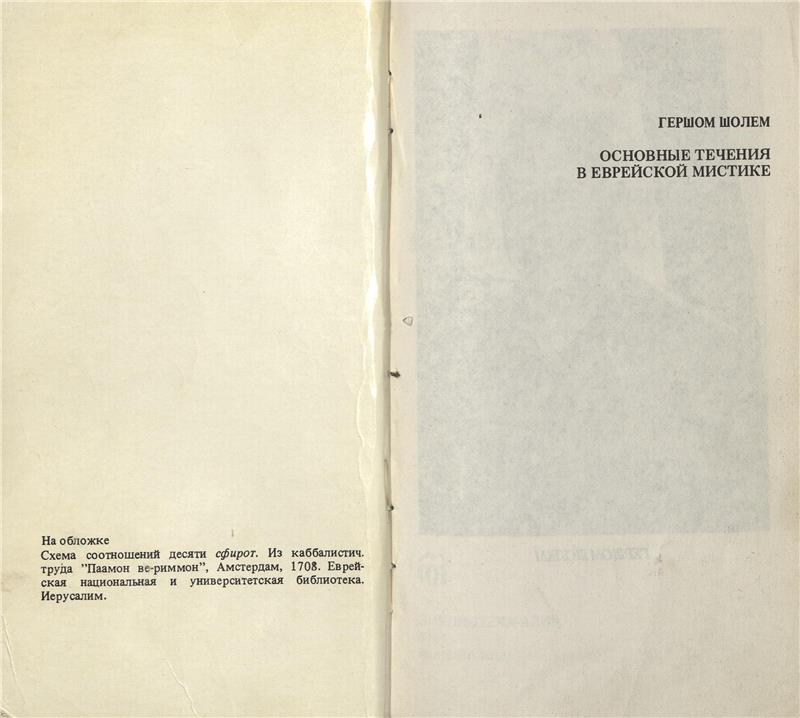 На обложке
Схема соотношений десяти сфирот. Из каббалистич.
труда ”Паамон ве-риммон”, Амстердам, 1708. Еврей-
ская национальная и университетская библиотека.
Иерусалим.
ГЕРШОМ ШОЛЕМ
ОСНОВНЫЕ ТЕЧЕНИЯ
В ЕВРЕЙСКОЙ МИСТИКЕ